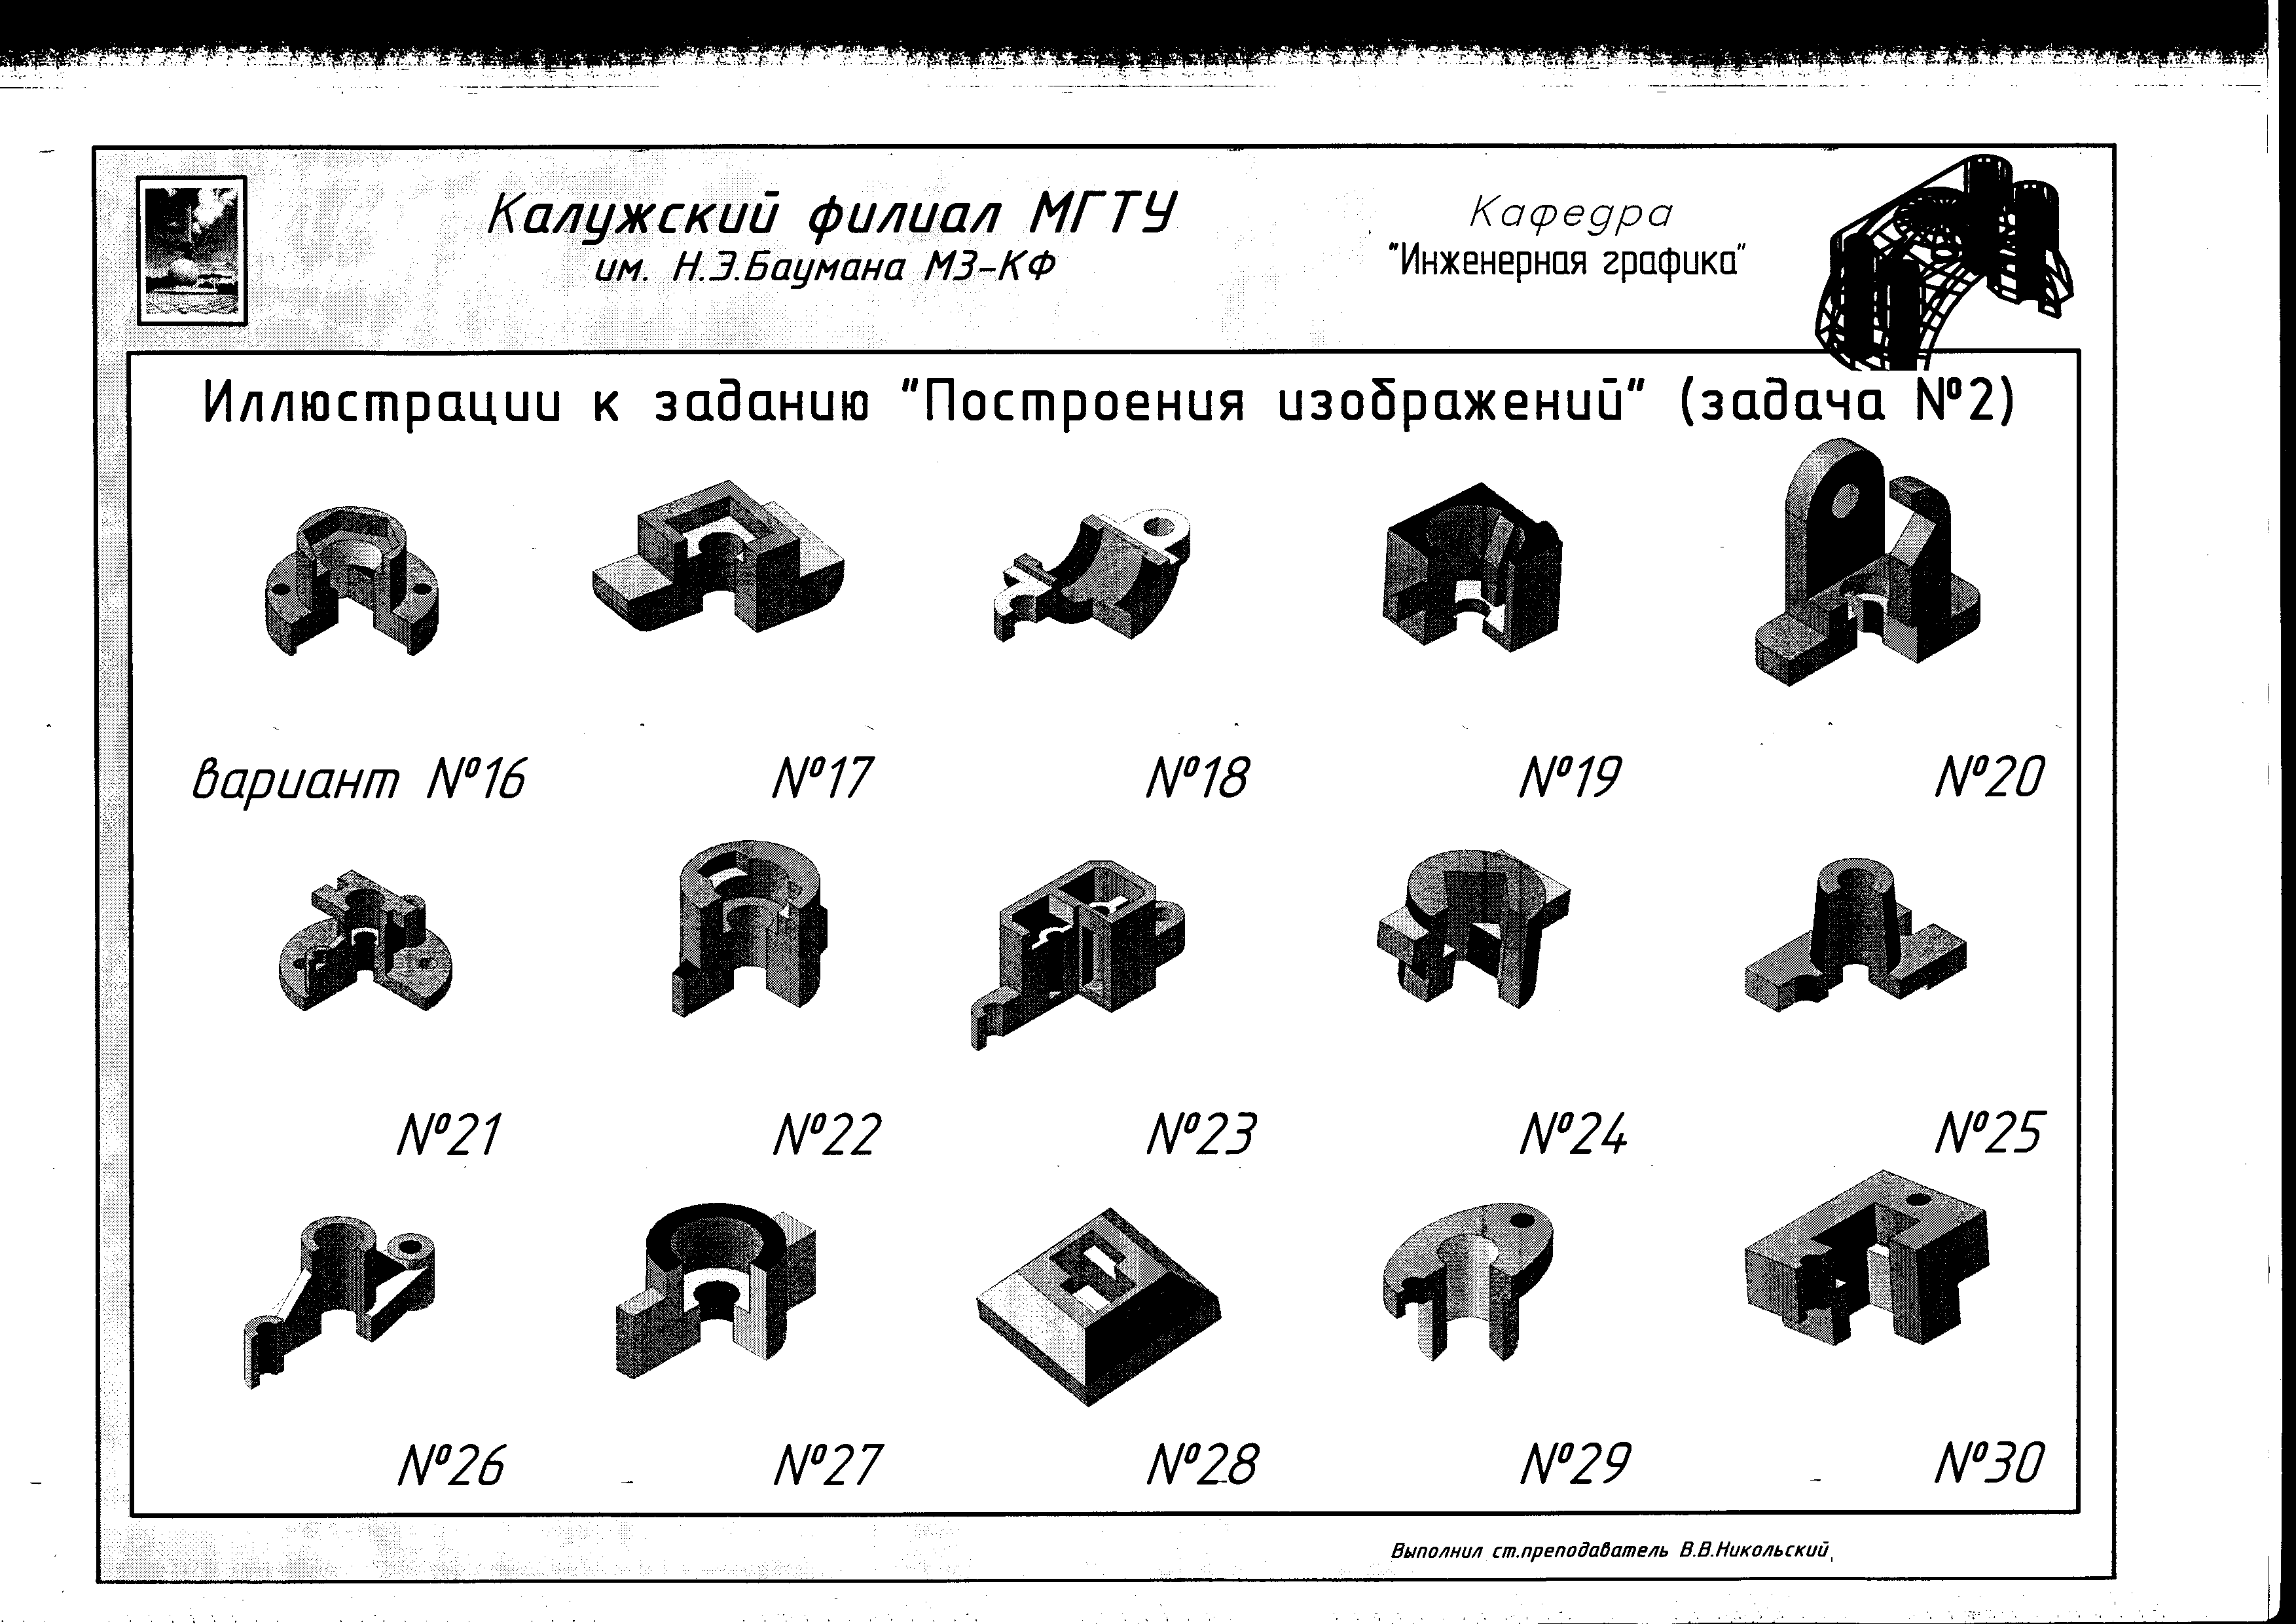 Калужский филиал МГТУ
им. Н.Э.Баумана МЗ-КФ
Кафедра
"Инженерная графика"
Иллюстрации к заданию "Построения изображений" (задача №2)
вариант №16 №17 №18 №19 №20
№21 №22 №23 №24 №25
№26 №27 №28 №29 №30
Выполнил ст.преподаватель В.В.Никольский